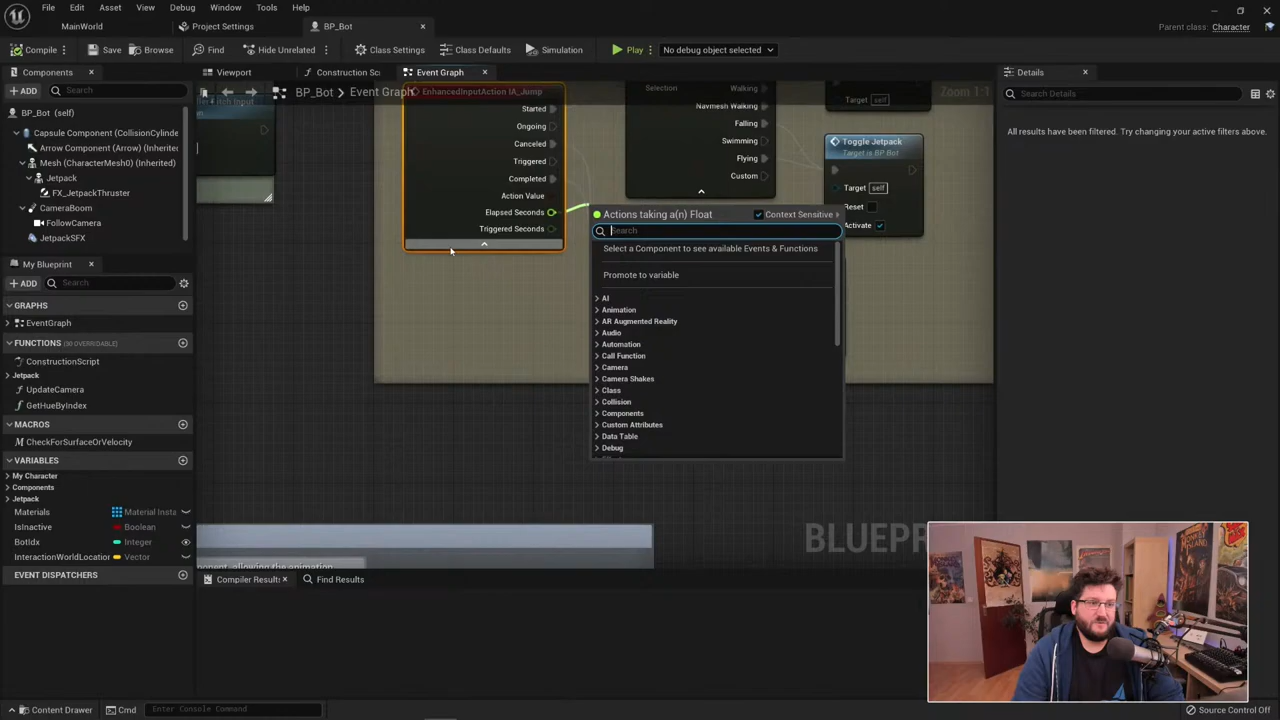 File Edit Asset View Debug Window Tools Help
MainWorld Project Settings BP_Bot Parent class: Character
Compile Save Browse Find Hide Unrelated Class Settings Class Defaults Simulation Play No debug object selected
Components Viewport Construction Sc Event Graph Details
ADD Search BP_Bot Event Graph Zoom 1:1 Search Details
BP_Bot (self)
All results have been filtered. Try changing your active filters above.
Capsule Component (CollisionCylinde
Arrow Component (Arrow) (Inherited)
Mesh (CharacterMesh0) (Inherited)
Jetpack
FX_JetpackThruster
CameraBoom
FollowCamera
JetpackSFX
EnhancedInputAction IA_Jump
Started
Ongoing
Canceled
Triggered
Completed
Action Value
Elapsed Seconds
Triggered Seconds
Selection Walking
Navmesh Walking
Falling
Swimming
Flying
Custom
Target self
Toggle Jetpack
Target is BP Bot
Target self
Reset
Activate
Actions taking a(n) Float Context Sensitive
Search
Select a Component to see available Events & Functions
Promote to variable
AI
Animation
AR Augmented Reality
Audio
Automation
Call Function
Camera
Camera Shakes
Class
Collision
Components
Custom Attributes
Data Table
Debug
My Blueprint
ADD Search
GRAPHS
EventGraph
FUNCTIONS (30 OVERRIDABLE)
ConstructionScript
Jetpack
UpdateCamera
GetHueByIndex
MACROS
CheckForSurfaceOrVelocity
VARIABLES
My Character
Components
Jetpack
Materials Material Insta
IsInactive Boolean
BotIdx Integer
InteractionWorldLocation Vector
EVENT DISPATCHERS
BLUEPR
Compiler Results Find Results
Content Drawer Cmd Enter Console Command Source Control Off